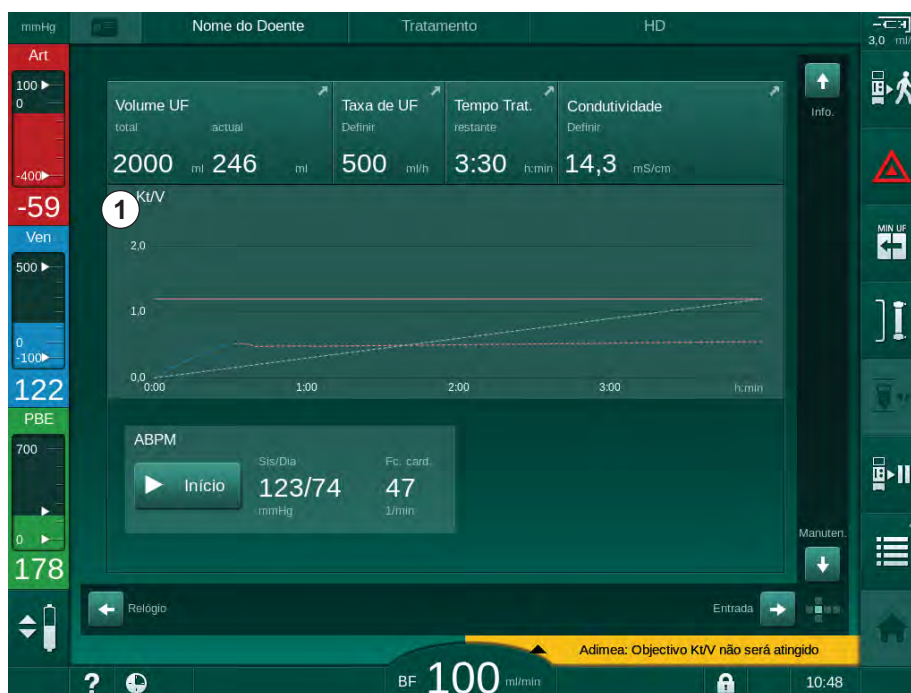 mmHg
Nome do Doente
Tratamento
HD
3,0 ml/
Art
100
0
-400
-59
Ven
500
0
-100
122
PBE
700
0
178
Volume UF
total actual
2000 ml 246 ml
Taxa de UF
Definir
500 ml/h
Tempo Trat.
restante
3:30 h:min
Condutividade
Definir
14,3 mS/cm
Info.
MIN UF
1
Kt/V
2,0
1,0
0,0
0:00 1:00 2:00 3:00 h:min
ABPM
Início
Sis/Dia
123/74
mmHg
Fc. card.
47
1/min
Manuten.
Relógio
Entrada
Adimea: Objectivo Kt/V não será atingido
? BF 100 ml/min 10:48